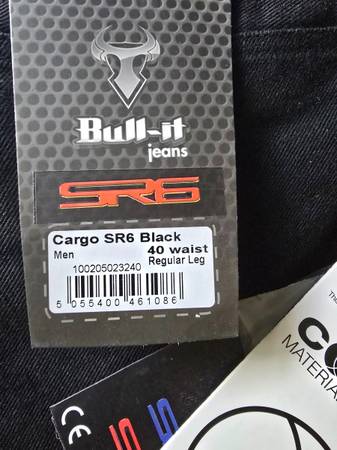 Bull-it
jeans
SR6
Cargo SR6 Black
Men 40 waist
100205023240 Regular Leg
5 055400 461086
CE
MATERIA